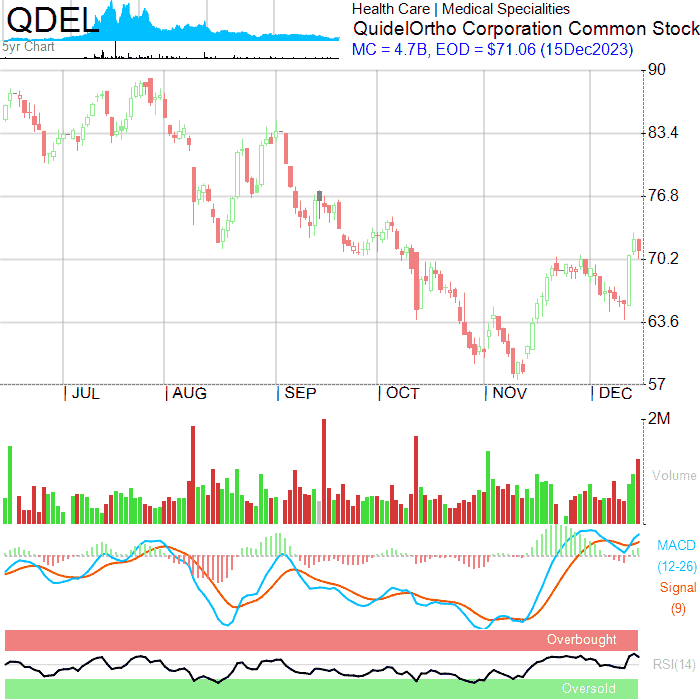 QDEL
5yr Chart
Health Care | Medical Specialities
QuidelOrtho Corporation Common Stock
MC = 4.7B, EOD = $71.06 (15Dec2023)
90
83.4
76.8
70.2
63.6
57
| JUL | AUG | SEP | OCT | NOV | DEC
2M
Volume
MACD
(12-26)
Signal
(9)
Overbought
RSI(14)
Oversold